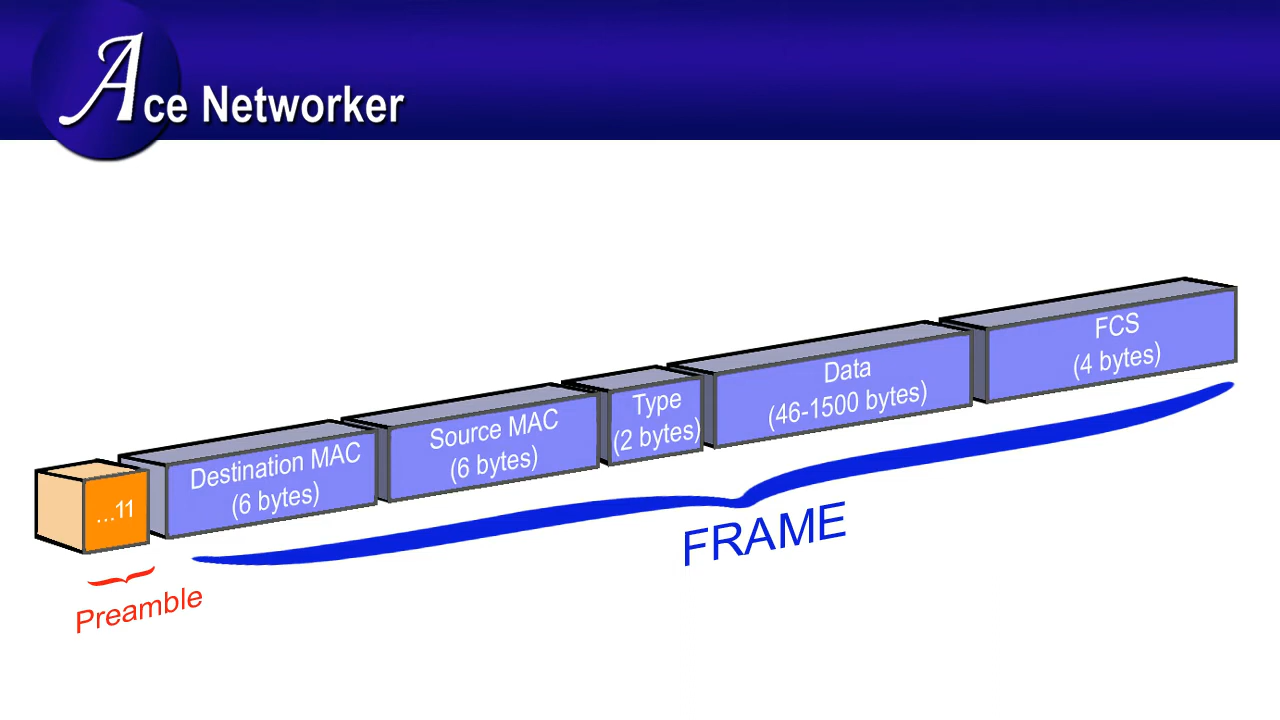 Ace Networker
...11
Destination MAC
(6 bytes)
Source MAC
(6 bytes)
Type
(2 bytes)
Data
(46-1500 bytes)
FCS
(4 bytes)
Preamble
FRAME